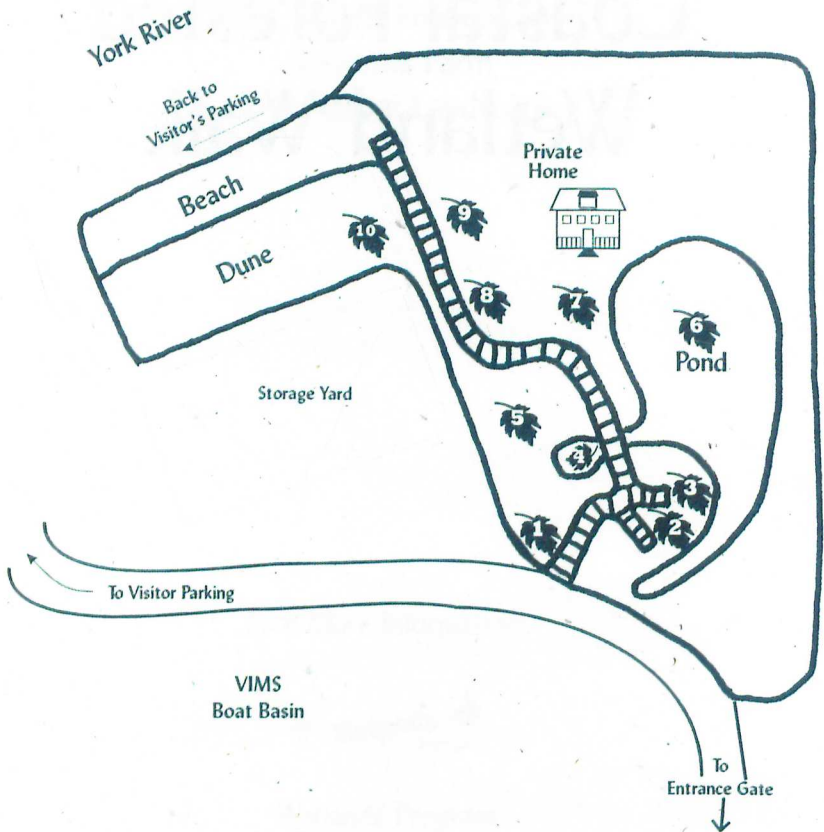 York River
Back to
Visitor's Parking
Beach
Dune
Private
Home
10
9
8
7
6
Pond
Storage Yard
5
4
3
1
2
To Visitor Parking
VIMS
Boat Basin
To
Entrance Gate